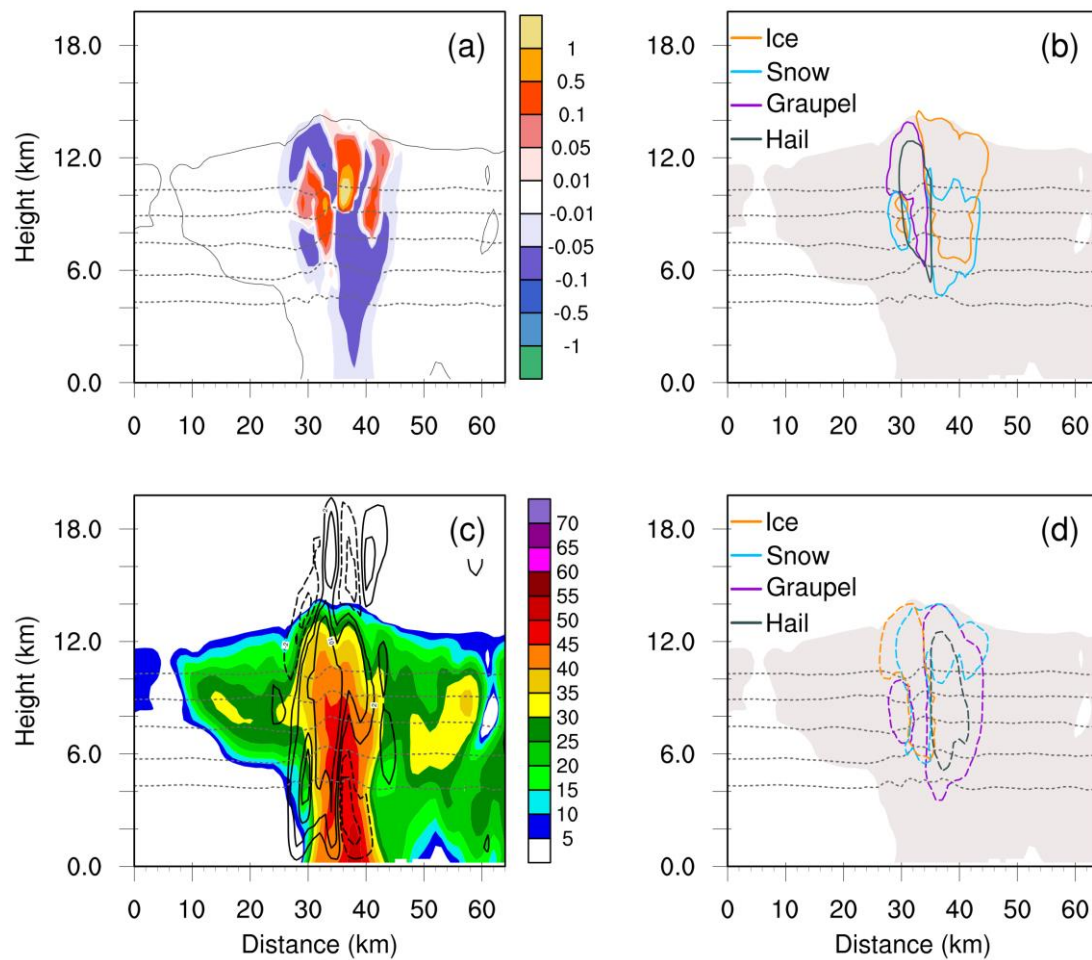 (a)
18.0
12.0
6.0
0.0
Height (km)
0 10 20 30 40 50 60
1
0.5
0.1
0.05
0.01
-0.01
-0.05
-0.1
-0.5
-1
(b)
Ice
Snow
Graupel
Hail
18.0
12.0
6.0
0.0
0 10 20 30 40 50 60
(c)
18.0
12.0
6.0
0.0
Height (km)
0 10 20 30 40 50 60
Distance (km)
70
65
60
55
50
45
40
35
30
25
20
15
10
5
(d)
Ice
Snow
Graupel
Hail
18.0
12.0
6.0
0.0
0 10 20 30 40 50 60
Distance (km)